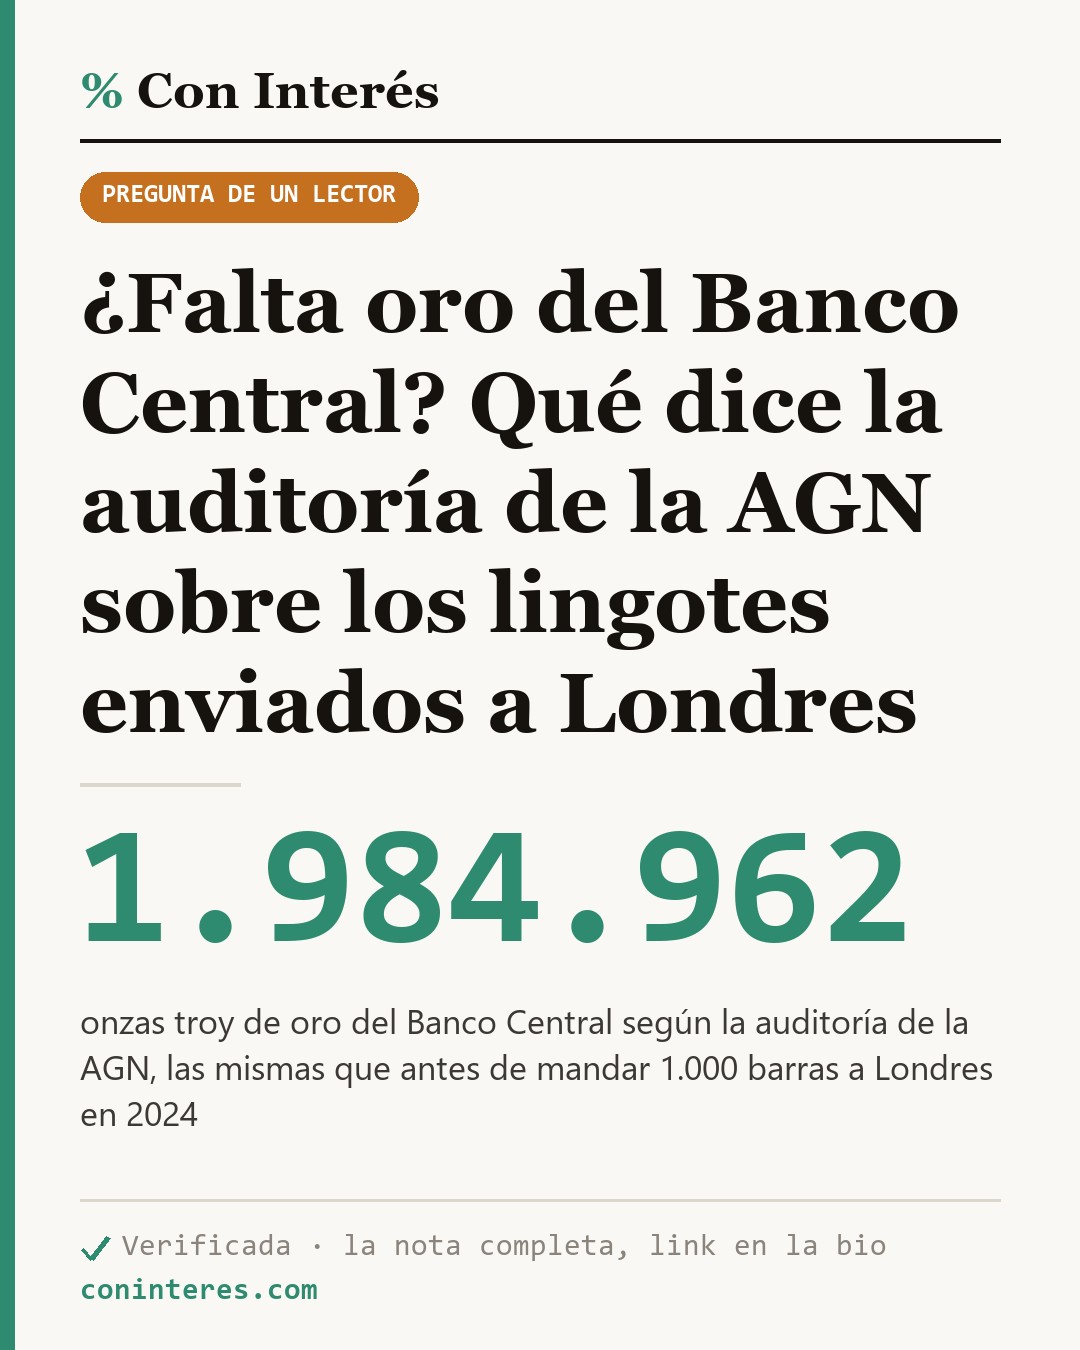 % Con Interés
PREGUNTA DE UN LECTOR
¿Falta oro del Banco
Central? Qué dice la
auditoría de la AGN
sobre los lingotes
enviados a Londres
1.984.962
onzas troy de oro del Banco Central según la auditoría de la
AGN, las mismas que antes de mandar 1.000 barras a Londres
en 2024
✓ Verificada · la nota completa, link en la bio
coninteres.com